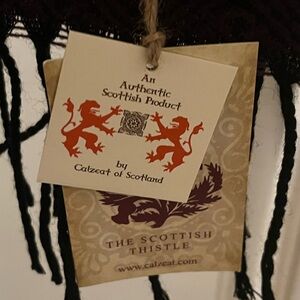 An
Authentic
Scottish Product
by
Calzeat of Scotland
THE SCOTTISH
THISTLE
www.calzeat.com